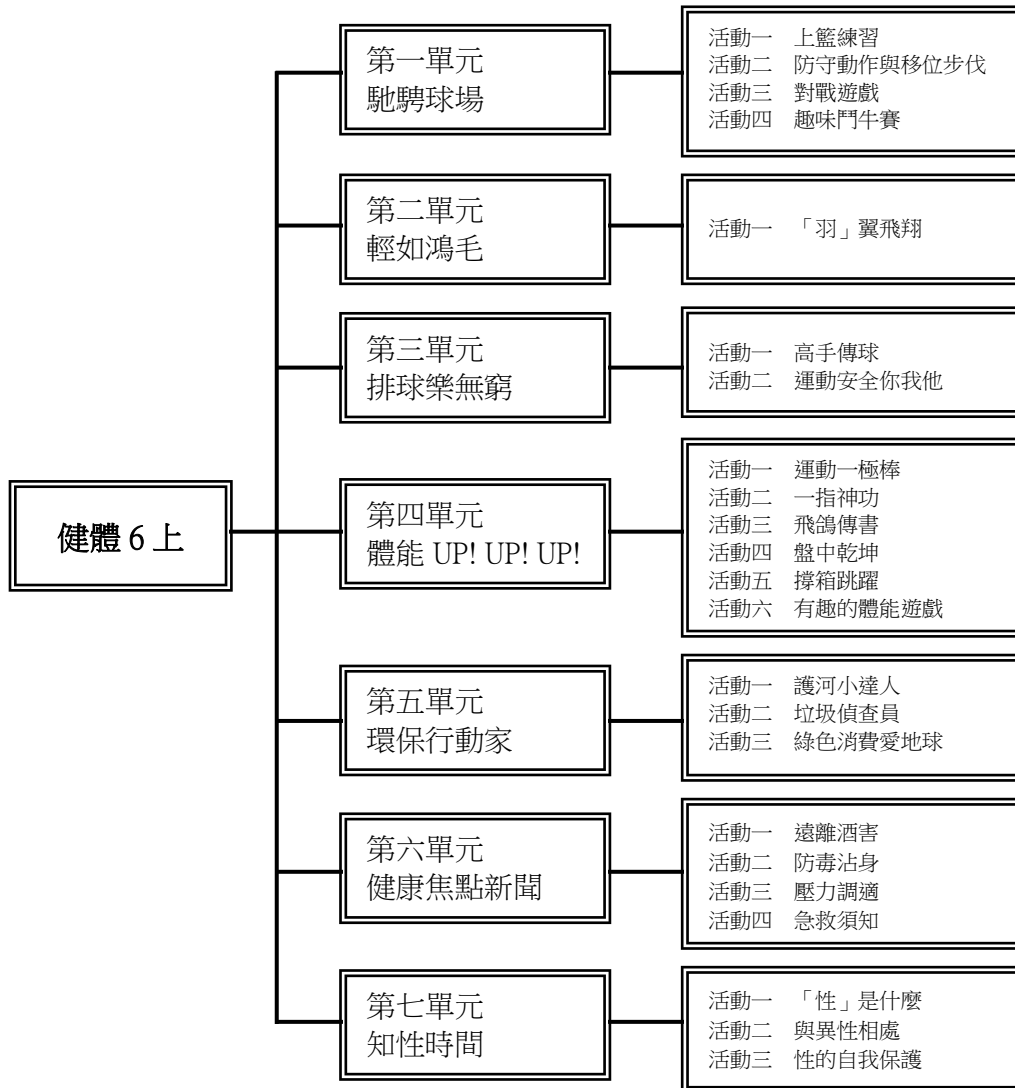 健體 6 上
第一單元
馳騁球場
活動一 上籃練習
活動二 防守動作與移位步伐
活動三 對戰遊戲
活動四 趣味鬥牛賽
第二單元
輕如鴻毛
活動一 「羽」翼飛翔
第三單元
排球樂無窮
活動一 高手傳球
活動二 運動安全你我他
第四單元
體能 UP! UP! UP!
活動一 運動一極棒
活動二 一指神功
活動三 飛鴿傳書
活動四 盤中乾坤
活動五 撐箱跳躍
活動六 有趣的體能遊戲
第五單元
環保行動家
活動一 護河小達人
活動二 垃圾偵查員
活動三 綠色消費愛地球
第六單元
健康焦點新聞
活動一 遠離酒害
活動二 防毒沾身
活動三 壓力調適
活動四 急救須知
第七單元
知性時間
活動一 「性」是什麼
活動二 與異性相處
活動三 性的自我保護